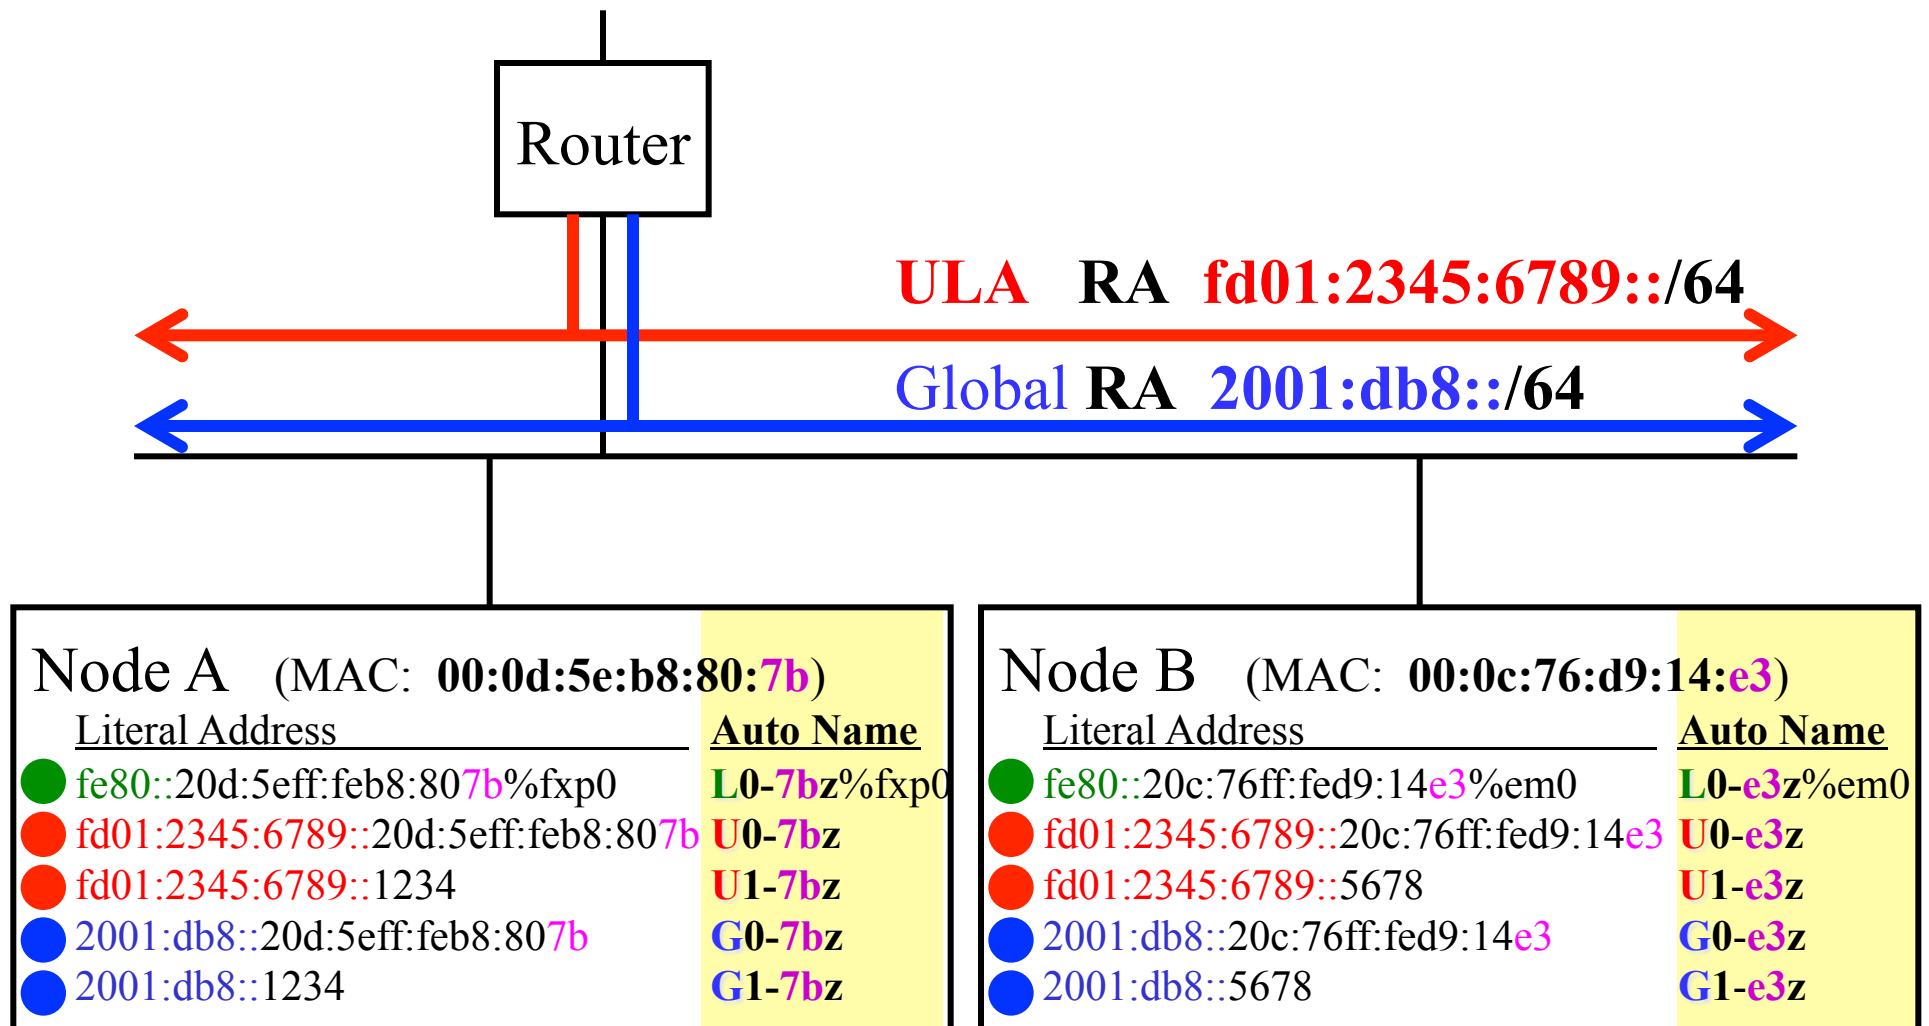 Router
ULA RA fd01:2345:6789::/64
Global RA 2001:db8::/64
Node A (MAC: 00:0d:5e:b8:80:7b)
Literal Address Auto Name
fe80::20d:5eff:feb8:807b%fxp0 L0-7bz%fxp0
fd01:2345:6789::20d:5eff:feb8:807b U0-7bz
fd01:2345:6789::1234 U1-7bz
2001:db8::20d:5eff:feb8:807b G0-7bz
2001:db8::1234 G1-7bz
Node B (MAC: 00:0c:76:d9:14:e3)
Literal Address Auto Name
fe80::20c:76ff:fed9:14e3%em0 L0-e3z%em0
fd01:2345:6789::20c:76ff:fed9:14e3 U0-e3z
fd01:2345:6789::5678 U1-e3z
2001:db8::20c:76ff:fed9:14e3 G0-e3z
2001:db8::5678 G1-e3z